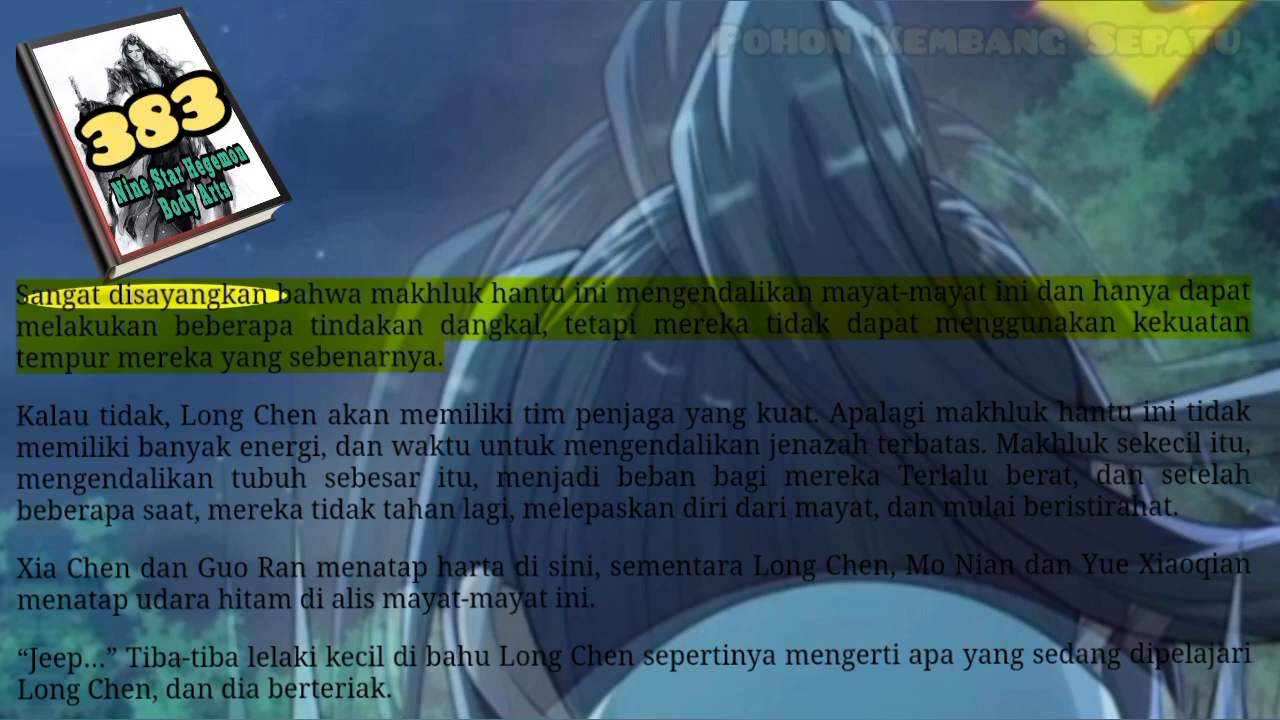 Pohon Kembang Sepatu
383
Nine Star Hegemon
Body Arts
Sangat disayangkan bahwa makhluk hantu ini mengendalikan mayat-mayat ini dan hanya dapat
melakukan beberapa tindakan dangkal, tetapi mereka tidak dapat menggunakan kekuatan
tempur mereka yang sebenarnya.
Kalau tidak, Long Chen akan memiliki tim penjaga yang kuat. Apalagi makhluk hantu ini tidak
memiliki banyak energi, dan waktu untuk mengendalikan jenazah terbatas. Makhluk sekecil itu,
mengendalikan tubuh sebesar itu, menjadi beban bagi mereka Terlalu berat, dan setelah
beberapa saat, mereka tidak tahan lagi, melepaskan diri dari mayat, dan mulai beristirahat.
Xia Chen dan Guo Ran menatap harta di sini, sementara Long Chen, Mo Nian dan Yue Xiaoqian
menatap udara hitam di alis mayat-mayat ini.
“Jeep...” Tiba-tiba lelaki kecil di bahu Long Chen sepertinya mengerti apa yang sedang dipelajari
Long Chen, dan dia berteriak.